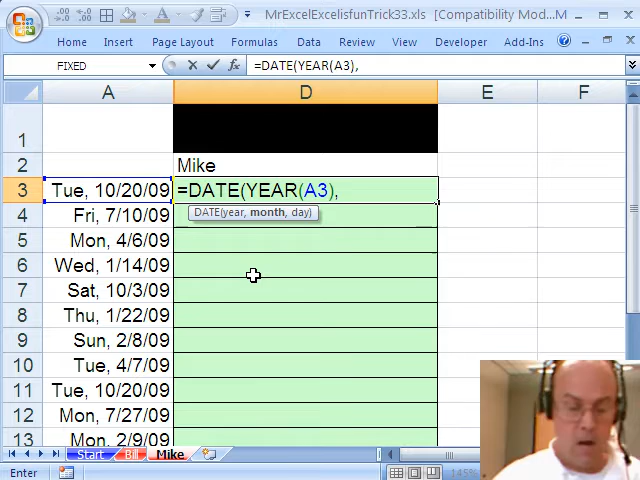 MrExcelExcelisfunTrick33.xls [Compatibility Mod... M
Home Insert Page Layout Formulas Data Review View Developer Add-Ins
FIXED =DATE(YEAR(A3),
A D E F
1
2 Mike
3 Tue, 10/20/09 =DATE(YEAR(A3),
4 Fri, 7/10/09 DATE(year, month, day)
5 Mon, 4/6/09
6 Wed, 1/14/09
7 Sat, 10/3/09
8 Thu, 1/22/09
9 Sun, 2/8/09
10 Tue, 4/7/09
11 Tue, 10/20/09
12 Mon, 7/27/09
13 Mon, 2/9/09
Start Bill Mike
Enter 145%